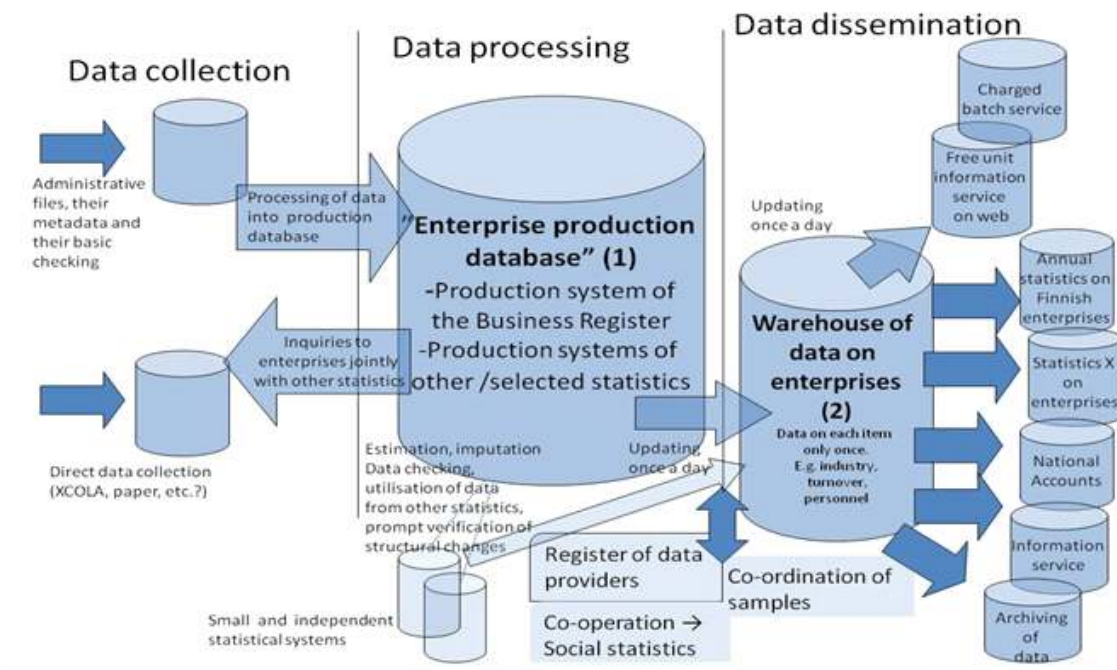 Data collection
Data processing
Data dissemination
Administrative
files, their
metadata and
their basic
checking
Processing of data
into production
database
Inquiries to
enterprises jointly
with other statistics
Direct data collection
(XCOLA, paper, etc.?)
"Enterprise production
database” (1)
-Production system of
the Business Register
-Production systems of
other /selected statistics
Estimation, imputation
Data checking,
utilisation of data
from other statistics,
prompt verification of
structural changes
Updating
once a day
Small and independent
statistical systems
Register of data
providers
Co-operation →
Social statistics
Co-ordination of
samples
Updating
once a day
Warehouse of
data on
enterprises
(2)
Data on each item
only once.
E.g. industry,
turnover,
personnel
Charged
batch service
Free unit
information
service
on web
Annual
statistics on
Finnish
enterprises
Statistics X
on
enterprises
National
Accounts
Information
service
Archiving
of
data